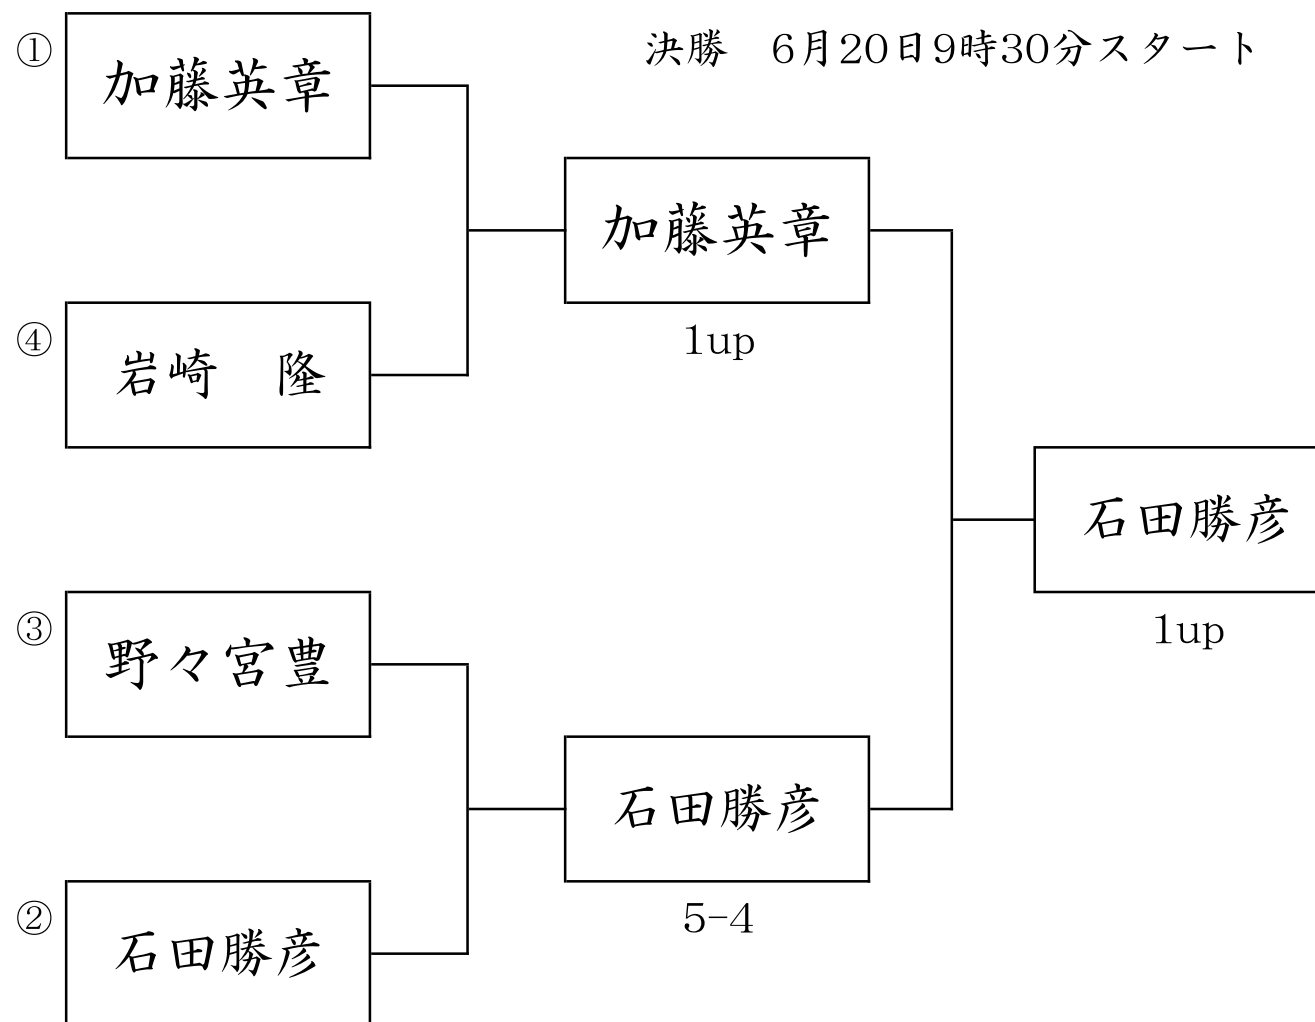 ①
加藤英章
決勝　6月20日9時30分スタート
加藤英章
1up
④
岩崎　隆
石田勝彦
1up
③
野々宮豊
石田勝彦
5-4
②
石田勝彦